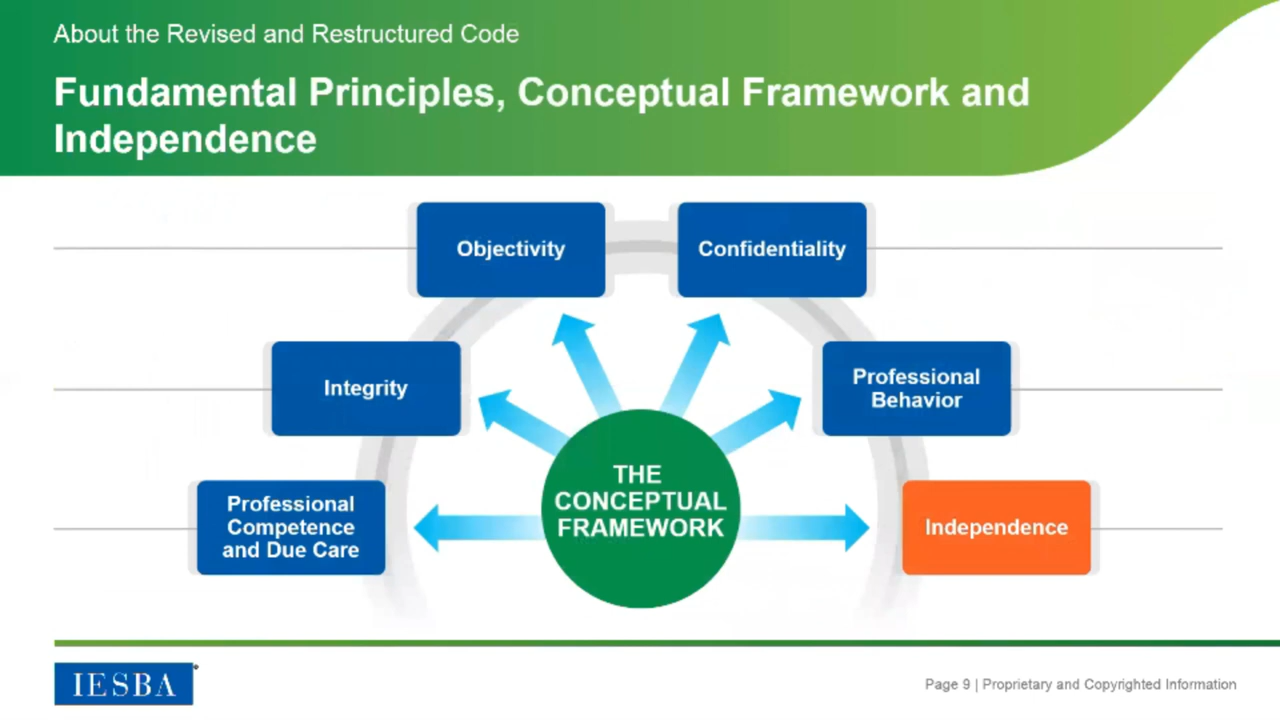 About the Revised and Restructured Code
Fundamental Principles, Conceptual Framework and
Independence
Objectivity
Confidentiality
Integrity
Professional
Behavior
Professional
Competence
and Due Care
THE
CONCEPTUAL
FRAMEWORK
Independence
IESBA
Page 9 | Proprietary and Copyrighted Information